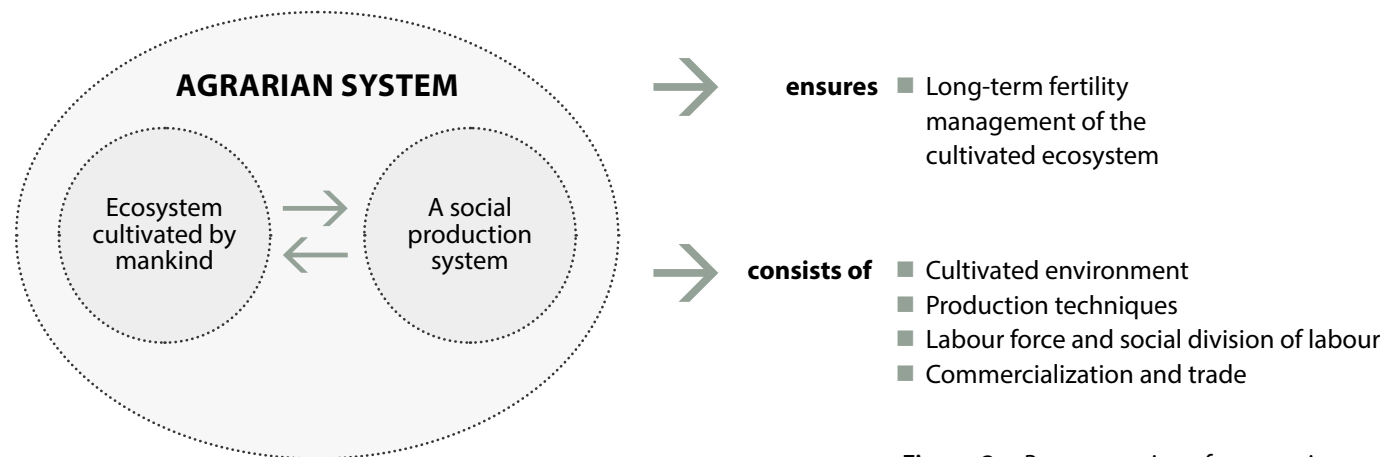 AGRARIAN SYSTEM
Ecosystem
cultivated by
mankind
A social
production
system
ensures
Long-term fertility
management of the
cultivated ecosystem
consists of
Cultivated environment
Production techniques
Labour force and social division of labour
Commercialization and trade